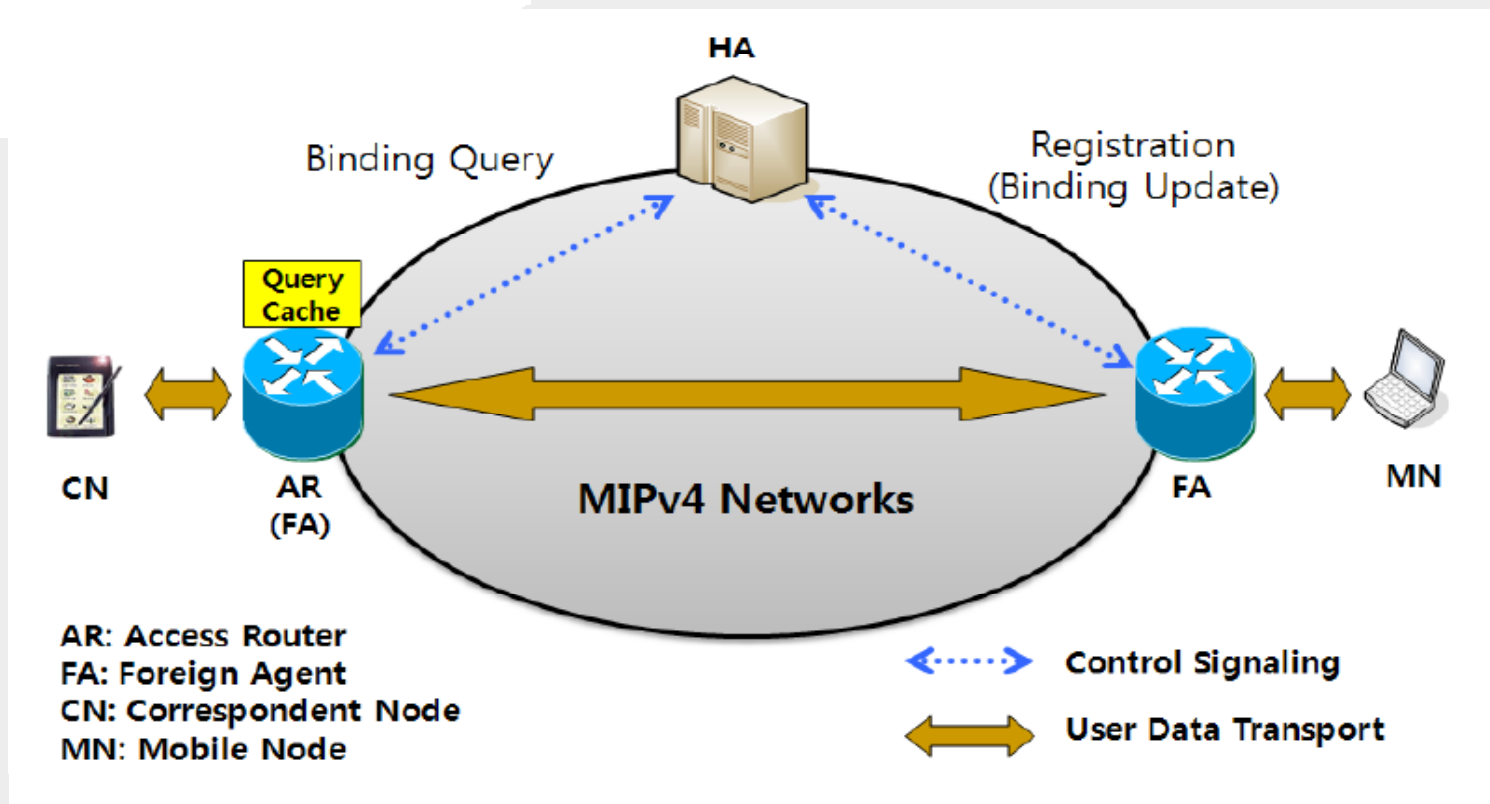 HA
Binding Query
Registration
(Binding Update)
Query
Cache
CN
AR
(FA)
MIPv4 Networks
FA
MN
AR: Access Router
FA: Foreign Agent
CN: Correspondent Node
MN: Mobile Node
Control Signaling
User Data Transport